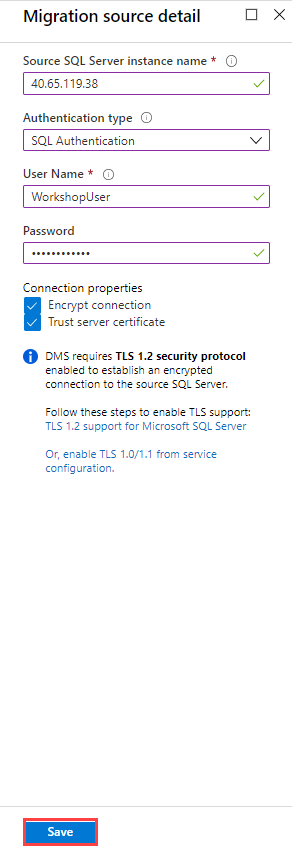 Migration source detail
Source SQL Server instance name *
40.65.119.38
Authentication type
SQL Authentication
User Name *
WorkshopUser
Password
••••••••••••
Connection properties
Encrypt connection
Trust server certificate
DMS requires TLS 1.2 security protocol
enabled to establish an encrypted
connection to the source SQL Server.
Follow these steps to enable TLS support:
TLS 1.2 support for Microsoft SQL Server
Or, enable TLS 1.0/1.1 from service
configuration.
Save